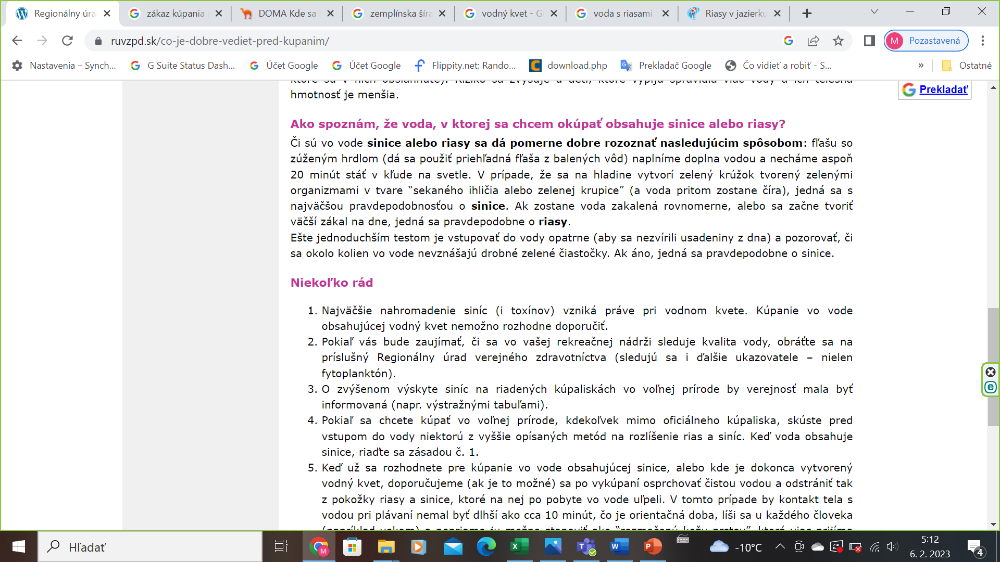 Regionálny úra
zákaz kúpania
DOMA Kde sa
zemplínska šíra
vodný kvet - G
voda s riasami
Riasy v jazierku
ruvzpd.sk/co-je-dobre-vediet-pred-kupanim/
M Pozastavená
Nastavenia – Synch...
G Suite Status Dash...
Účet Google
Účet Google
Flippity.net: Rando...
download.php
Prekladač Google
Čo vidieť a robiť - S...
»
Ostatné
ktoré sú v nich obsiahnuté). Riziko sa zvyšuje u detí, ktoré vypijú spravidla viac vody a ich telesná
hmotnosť je menšia.
Prekladať
Ako spoznám, že voda, v ktorej sa chcem okúpať obsahuje sinice alebo riasy?
Či sú vo vode sinice alebo riasy sa dá pomerne dobre rozoznať nasledujúcim spôsobom: fľašu so
zúženým hrdlom (dá sa použiť priehľadná fľaša z balených vôd) naplníme doplna vodou a necháme aspoň
20 minút stáť v kľude na svetle. V prípade, že sa na hladine vytvorí zelený krúžok tvorený zelenými
organizmami v tvare “sekaného ihličia alebo zelenej krupice” (a voda pritom zostane číra), jedná sa s
najväčšou pravdepodobnosťou o sinice. Ak zostane voda zakalená rovnomerne, alebo sa začne tvoriť
väčší zákal na dne, jedná sa pravdepodobne o riasy.
Ešte jednoduchším testom je vstupovať do vody opatrne (aby sa nezvírili usadeniny z dna) a pozorovať, či
sa okolo kolien vo vode nevznášajú drobné zelené čiastočky. Ak áno, jedná sa pravdepodobne o sinice.
Niekoľko rád
1. Najväčšie nahromadenie siníc (i toxínov) vzniká práve pri vodnom kvete. Kúpanie vo vode
obsahujúcej vodný kvet nemožno rozhodne doporučiť.
2. Pokiaľ vás bude zaujímať, či sa vo vašej rekreačnej nádrži sleduje kvalita vody, obráťte sa na
príslušný Regionálny úrad verejného zdravotníctva (sledujú sa i ďalšie ukazovatele – nielen
fytoplanktón).
3. O zvýšenom výskyte siníc na riadených kúpaliskách vo voľnej prírode by verejnosť mala byť
informovaná (napr. výstražnými tabuľami).
4. Pokiaľ sa chcete kúpať vo voľnej prírode, kdekoľvek mimo oficiálneho kúpaliska, skúste pred
vstupom do vody niektorú z vyššie opísaných metód na rozlíšenie rias a siníc. Keď voda obsahuje
sinice, riaďte sa zásadou č. 1.
5. Keď už sa rozhodnete pre kúpanie vo vode obsahujúcej sinice, alebo kde je dokonca vytvorený
vodný kvet, doporučujeme (ak je to možné) sa po vykúpaní osprchovať čistou vodou a odstrániť tak
z pokožky riasy a sinice, ktoré na nej po pobyte vo vode uľpeli. V tomto prípade by kontakt tela s
vodou pri plávaní nemal byť dlhší ako cca 10 minút, čo je orientačná doba, líši sa u každého človeka
Hľadať
-10°C
5:12
6. 2. 2023
4